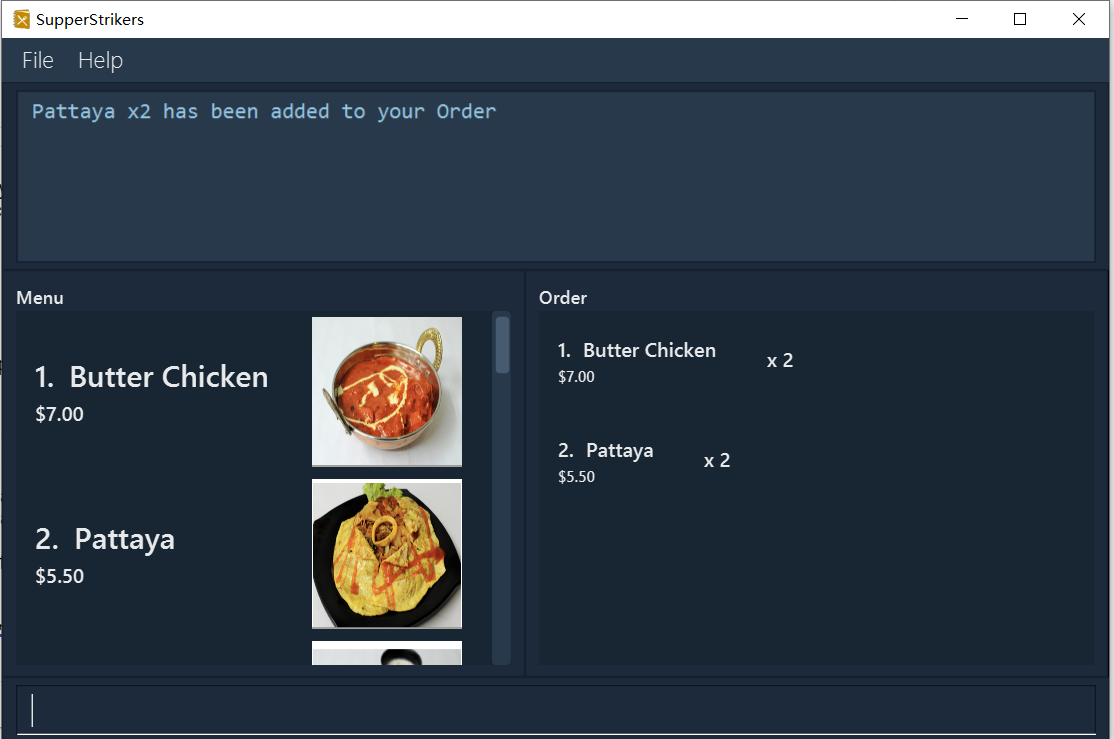 SupperStrikers
File Help
Pattaya x2 has been added to your Order
Menu
1. Butter Chicken
$7.00
2. Pattaya
$5.50
Order
1. Butter Chicken x 2
$7.00
2. Pattaya x 2
$5.50